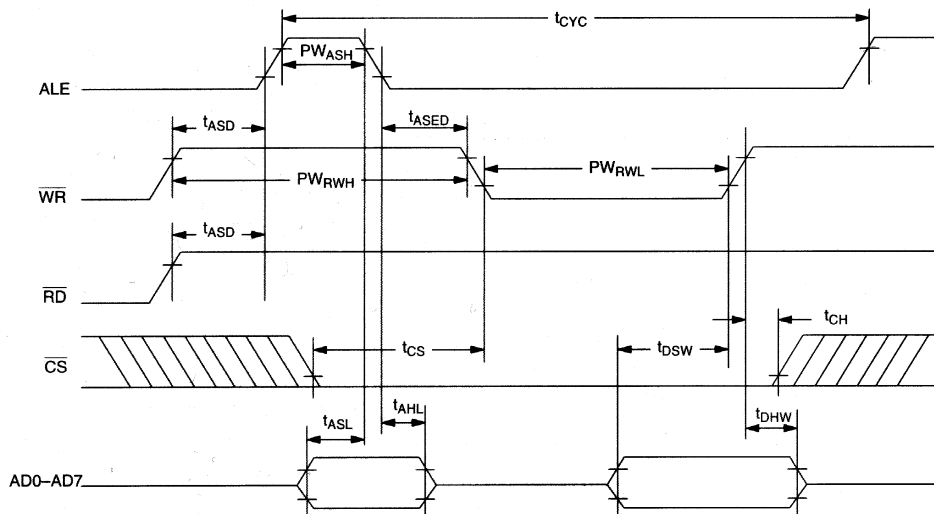 tCYC
PWASH
ALE
tASD
tASED
PWRWH
PWRWL
WR
tASD
RD
tCH
tCS
tDSW
CS
tASL
tAHL
tDHW
AD0–AD7